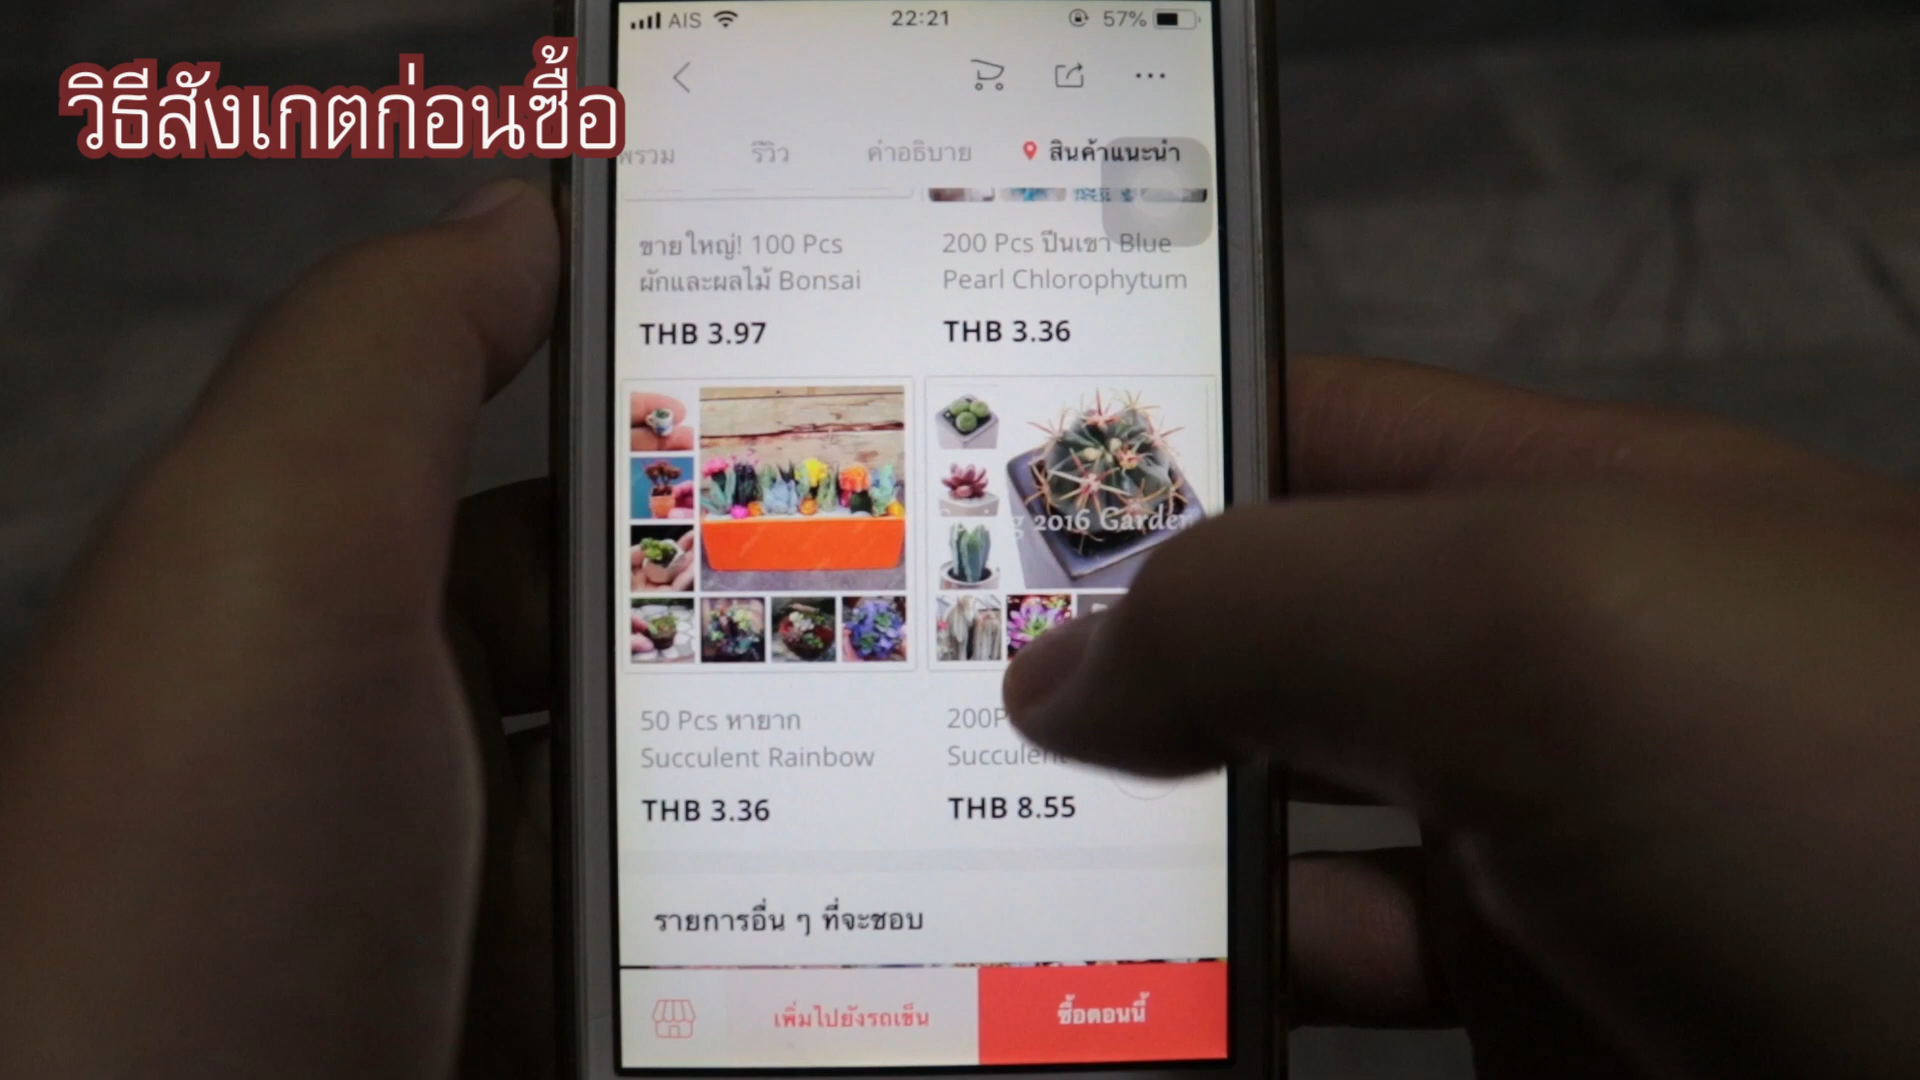 AIS 22:21 57%
วิธีสังเกตก่อนซื้อ
พรวม รีวิว คำอธิบาย สินค้าแนะนำ
ขายใหญ่! 100 Pcs
ผักและผลไม้ Bonsai
THB 3.97
200 Pcs ปีนเขา Blue
Pearl Chlorophytum
THB 3.36
2016 Garden
50 Pcs หายาก
Succulent Rainbow
THB 3.36
200P
Succulent
THB 8.55
รายการอื่น ๆ ที่จะชอบ
เพิ่มไปยังรถเข็น ซื้อตอนนี้